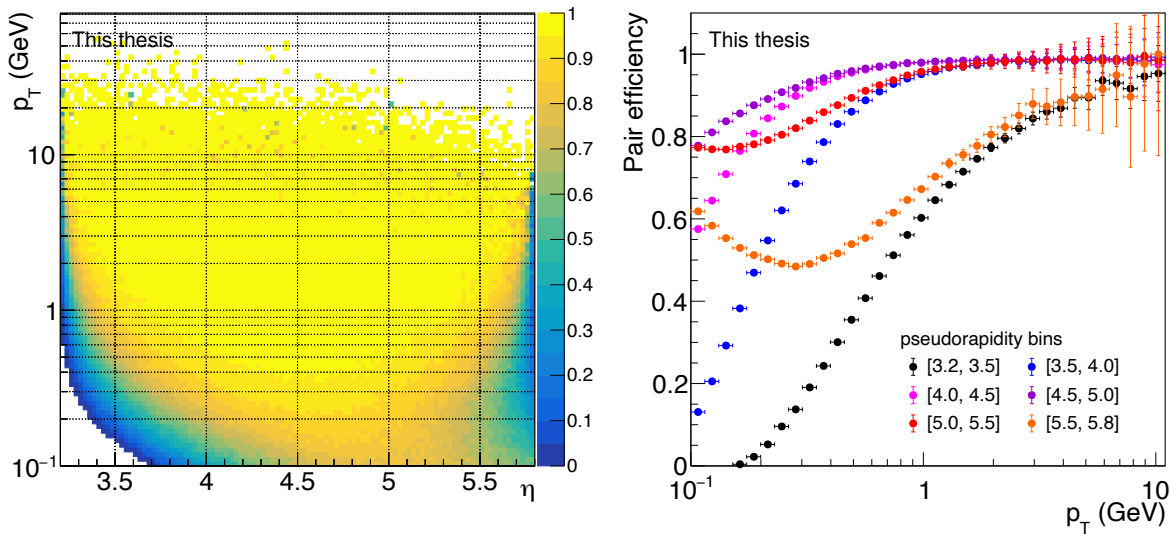 This thesis
p_T (GeV)
10
1
10⁻¹
3.5 4 4.5 5 5.5 η
1
0.9
0.8
0.7
0.6
0.5
0.4
0.3
0.2
0.1
0
This thesis
Pair efficiency
1
0.8
0.6
0.4
0.2
0
pseudorapidity bins
[3.2, 3.5] [3.5, 4.0]
[4.0, 4.5] [4.5, 5.0]
[5.0, 5.5] [5.5, 5.8]
10⁻¹ 1 10
p_T (GeV)